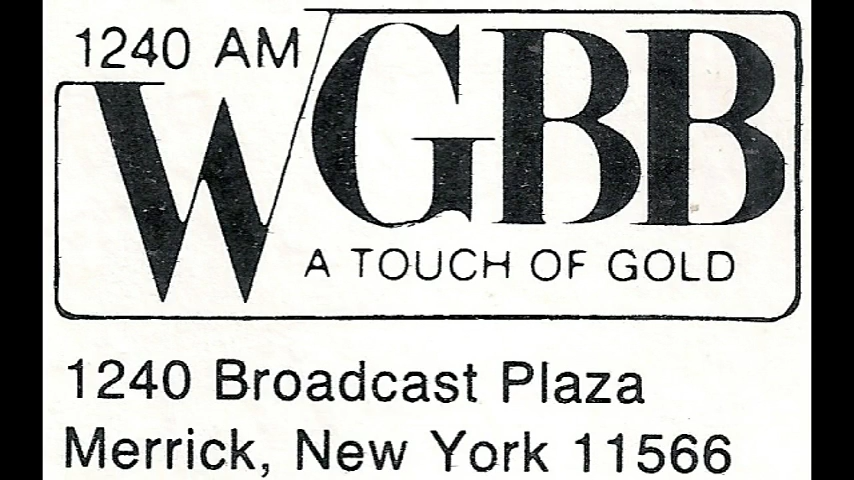 1240 AM
WGBB
A TOUCH OF GOLD
1240 Broadcast Plaza
Merrick, New York 11566